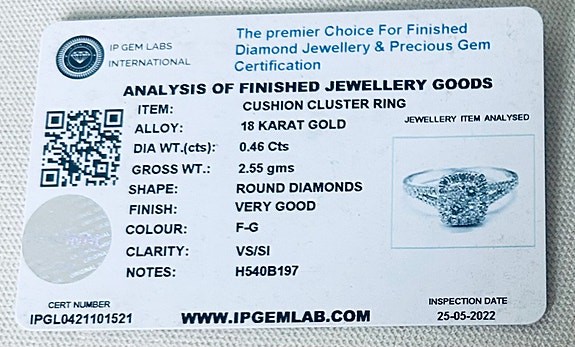 IP GEM LABS
INTERNATIONAL
The premier Choice For Finished
Diamond Jewellery & Precious Gem
Certification
ANALYSIS OF FINISHED JEWELLERY GOODS
ITEM: CUSHION CLUSTER RING
ALLOY: 18 KARAT GOLD
DIA WT.(cts): 0.46 Cts
GROSS WT.: 2.55 gms
SHAPE: ROUND DIAMONDS
FINISH: VERY GOOD
COLOUR: F-G
CLARITY: VS/SI
NOTES: H540B197
JEWELLERY ITEM ANALYSED
CERT NUMBER
IPGL0421101521
WWW.IPGEMLAB.COM
INSPECTION DATE
25-05-2022